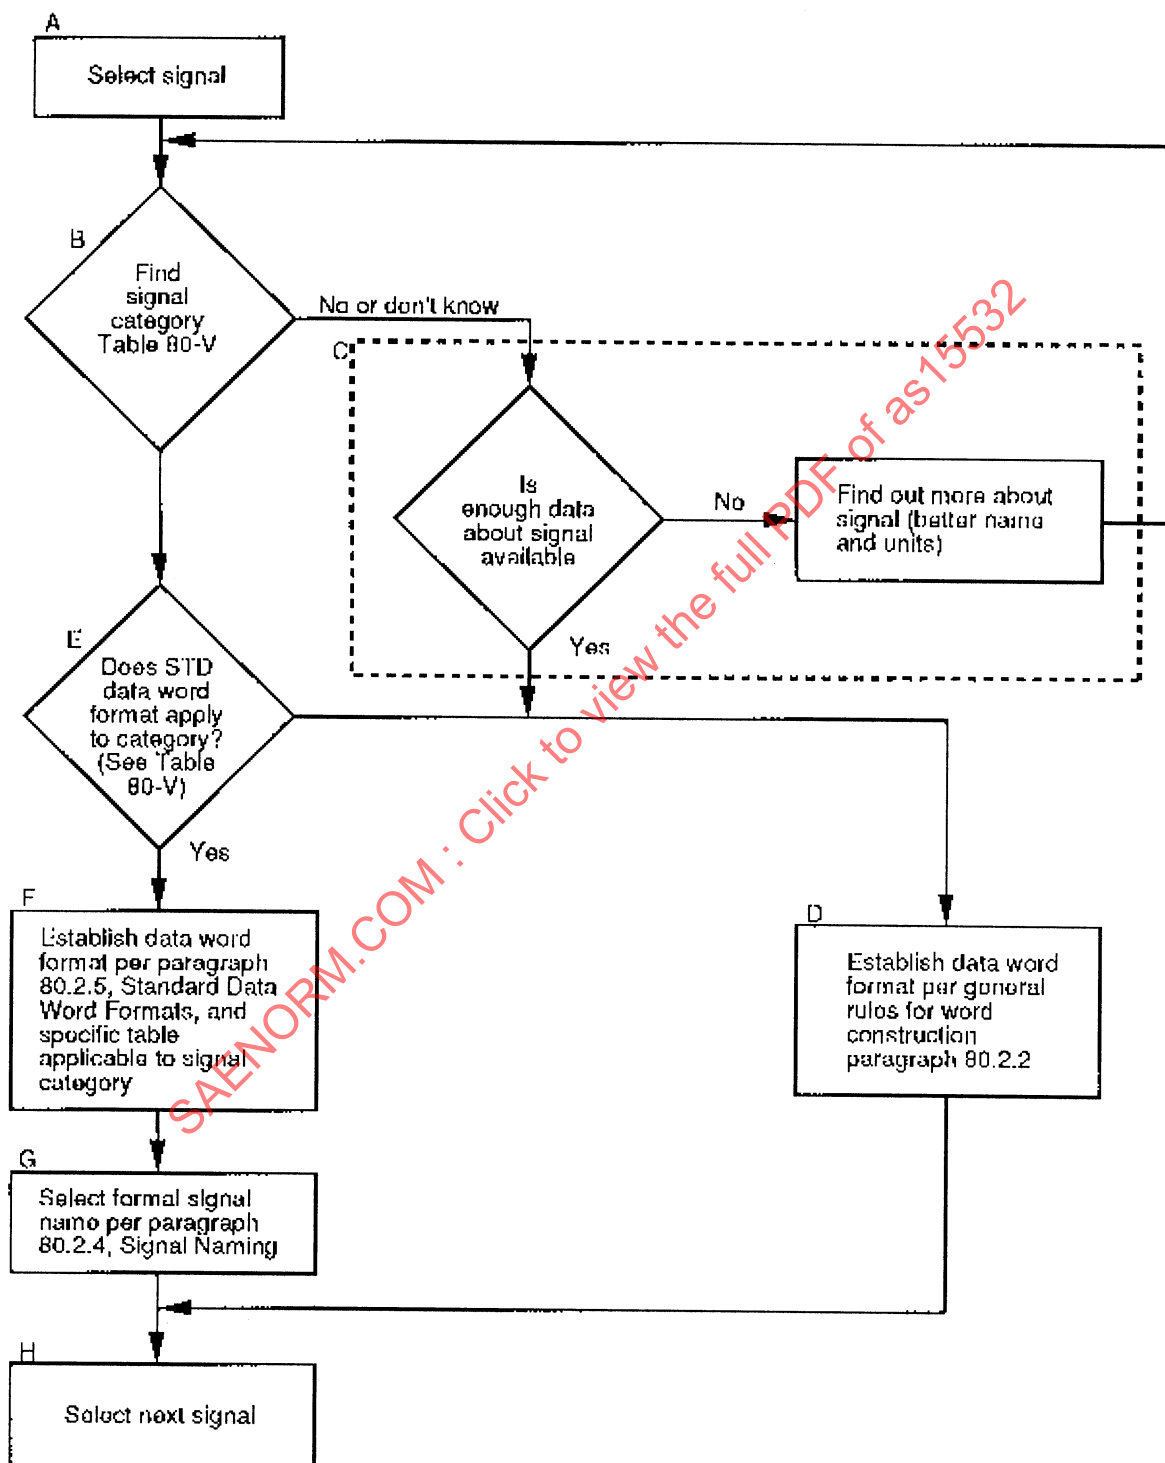 A
Select signal
B
Find
signal
category
Table 80-V
No or don't know
C
Is
enough data
about signal
available
No
Find out more about
signal (better name
and units)
Yes
E
Does STD
data word
format apply
to category?
(See Table
80-V)
Yes
F
Establish data word
format per paragraph
80.2.5, Standard Data
Word Formats, and
specific table
applicable to signal
category
D
Establish data word
format per general
rules for word
construction
paragraph 80.2.2
G
Select formal signal
name per paragraph
80.2.4, Signal Naming
H
Select next signal
SAENORM.COM : Click to view the full PDF of as15532